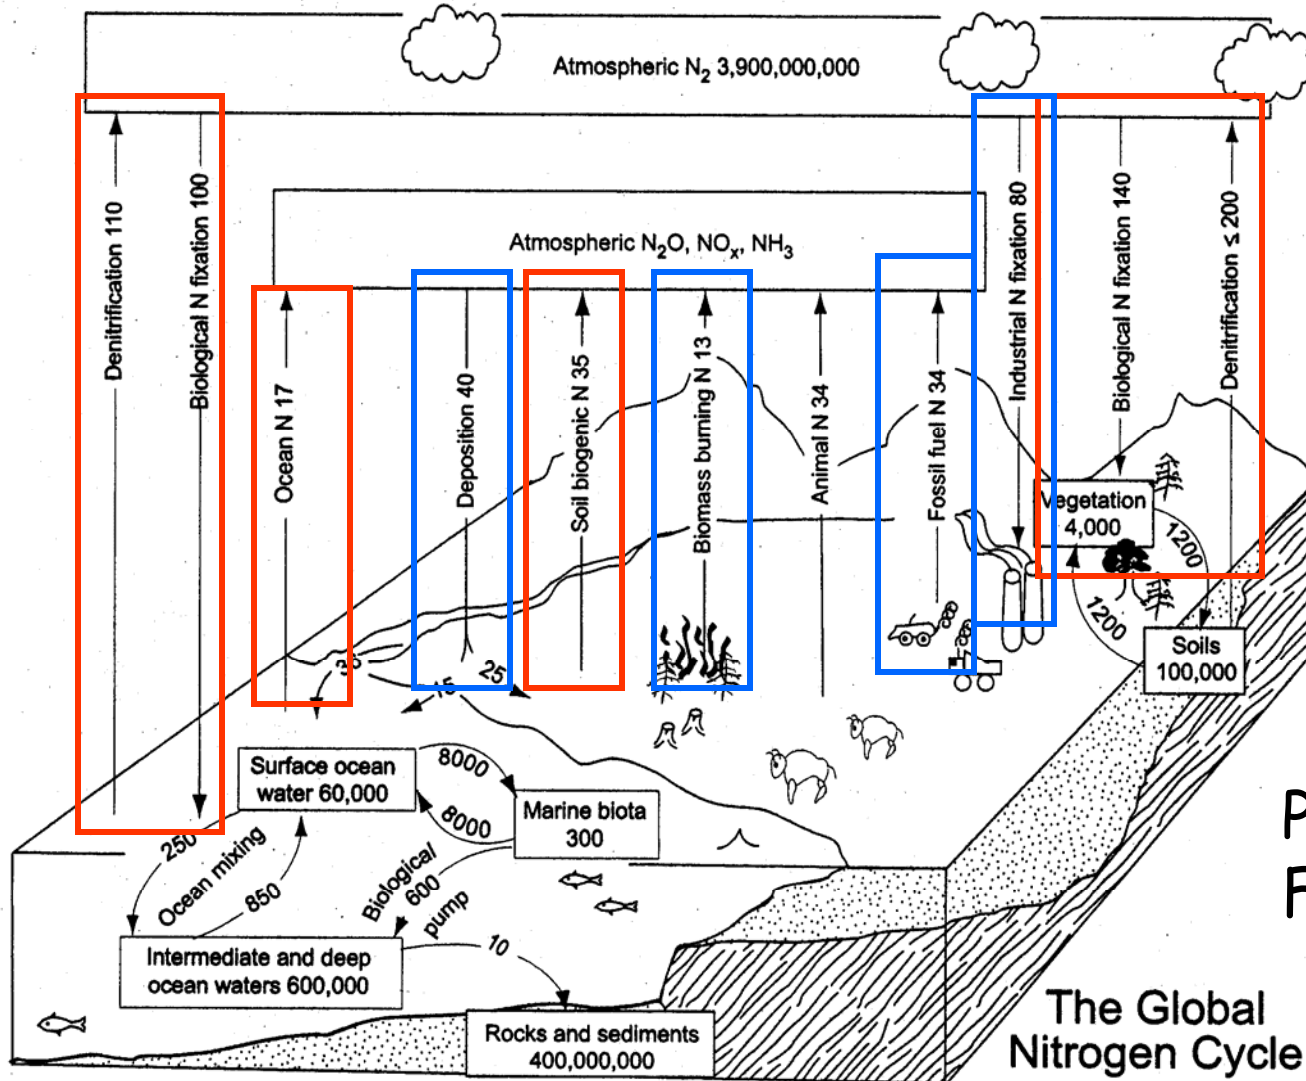 Atmospheric N₂ 3,900,000,000
Atmospheric N₂O, NOₓ, NH₃
Denitrification 110
Biological N fixation 100
Ocean N 17
Deposition 40
Soil biogenic N 35
Biomass burning N 13
Animal N 34
Fossil fuel N 34
Industrial N fixation 80
Biological N fixation 140
Denitrification ≤ 200
Vegetation
4,000
1200
1200
Soils
100,000
15
25
Surface ocean
water 60,000
8000
8000
Marine biota
300
250
Ocean mixing
850
Biological
600
pump
Intermediate and deep
ocean waters 600,000
10
Rocks and sediments
400,000,000
P
F
The Global
Nitrogen Cycle